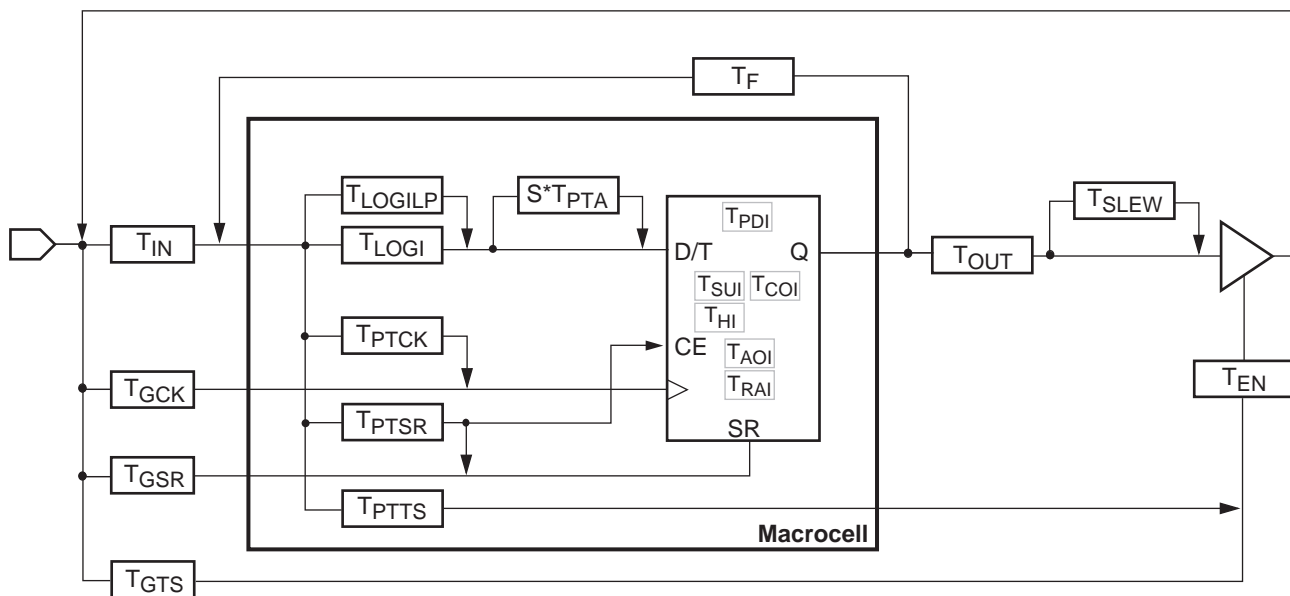 TF
TLOGILP
S*TPTA
TPDI
TSLEW
TIN
TLOGI
D/T
Q
TOUT
TSUI
TCOI
THI
TPTCK
CE
TAOI
TGCK
TRAI
TEN
TPTSR
SR
TGSR
TPTTS
Macrocell
TGTS